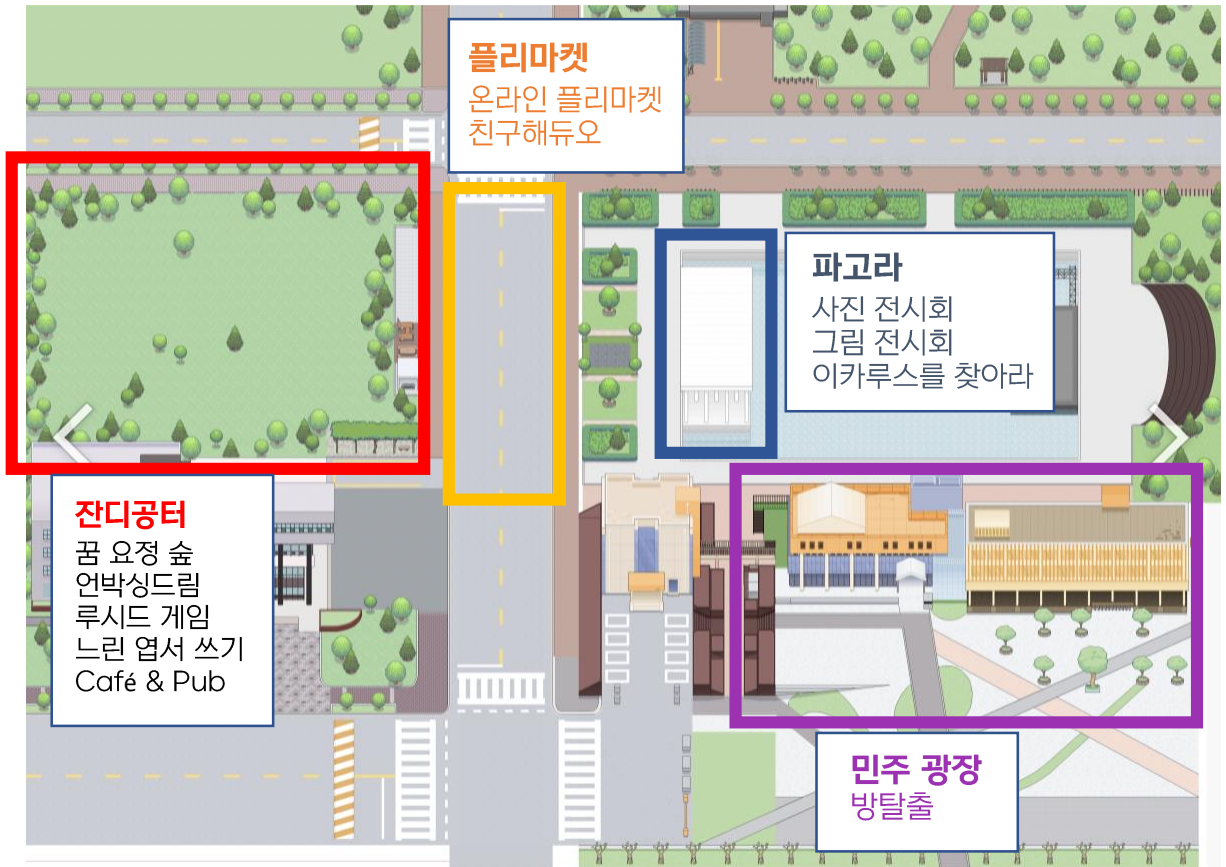 플리마켓
온라인 플리마켓
친구해듀오
파고라
사진 전시회
그림 전시회
이카루스를 찾아라
잔디공터
꿈 요정 숲
언박싱드림
루시드 게임
느린 엽서 쓰기
Café & Pub
민주 광장
방탈출